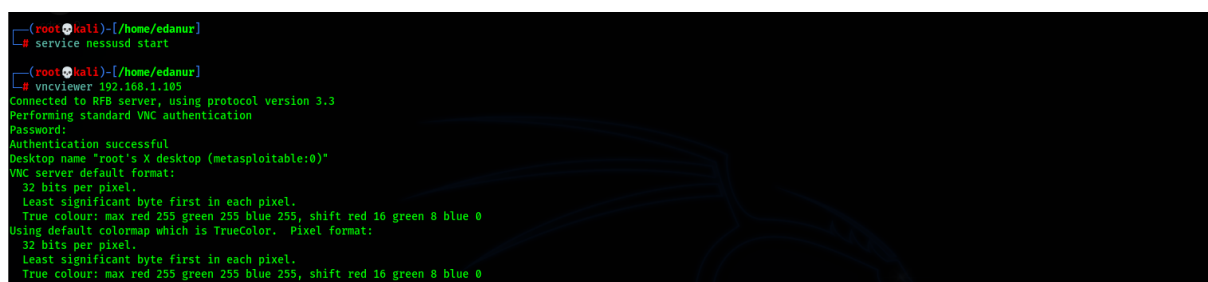 ┌──(root💀kali)-[/home/edanur]
└─# service nessusd start
┌──(root💀kali)-[/home/edanur]
└─# vncviewer 192.168.1.105
Connected to RFB server, using protocol version 3.3
Performing standard VNC authentication
Password:
Authentication successful
Desktop name "root's X desktop (metasploitable:0)"
VNC server default format:
  32 bits per pixel.
  Least significant byte first in each pixel.
  True colour: max red 255 green 255 blue 255, shift red 16 green 8 blue 0
Using default colormap which is TrueColor.  Pixel format:
  32 bits per pixel.
  Least significant byte first in each pixel.
  True colour: max red 255 green 255 blue 255, shift red 16 green 8 blue 0